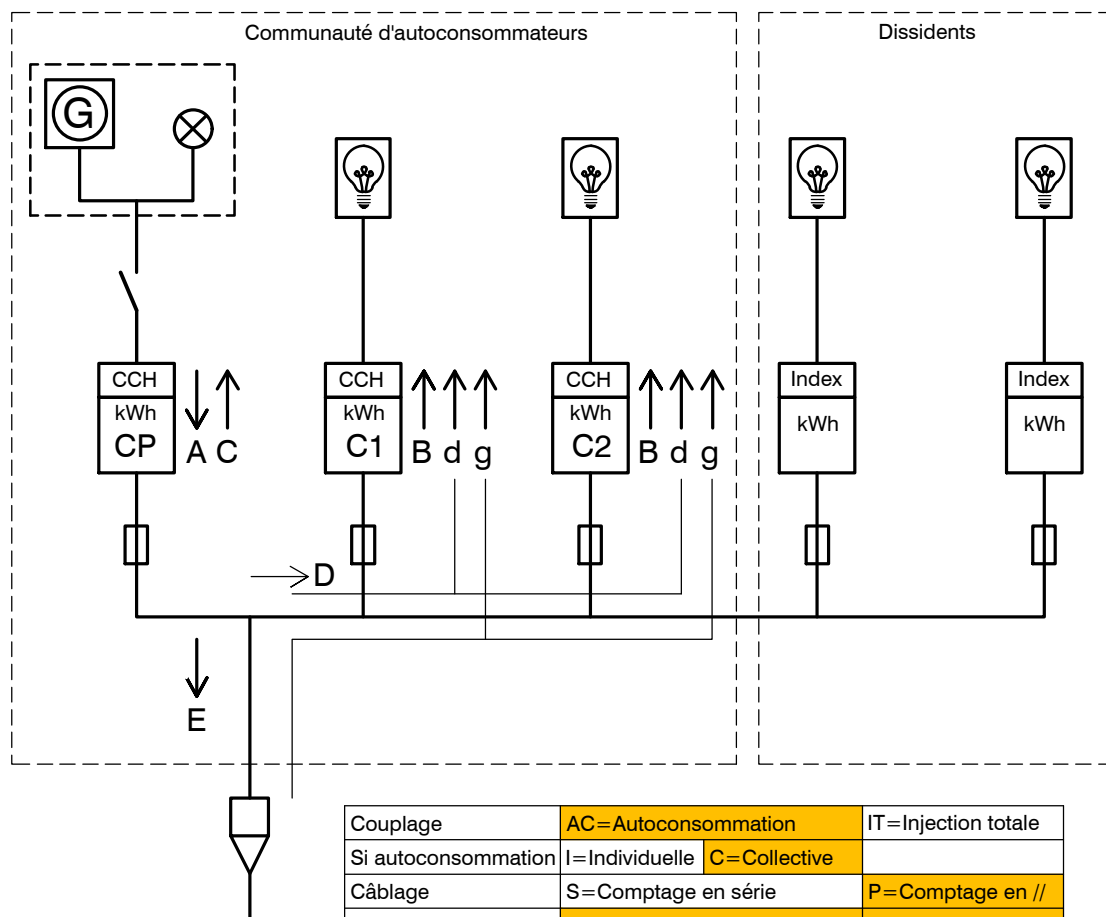 Communauté d'autoconsommateurs
Dissidents
G
CCH
kWh
CP
A C
CCH
kWh
C1
B d g
CCH
kWh
C2
B d g
Index
kWh
Index
kWh
D
E
Couplage AC=Autoconsommation IT=Injection totale
Si autoconsommation I=Individuelle C=Collective
Câblage S=Comptage en série P=Comptage en //